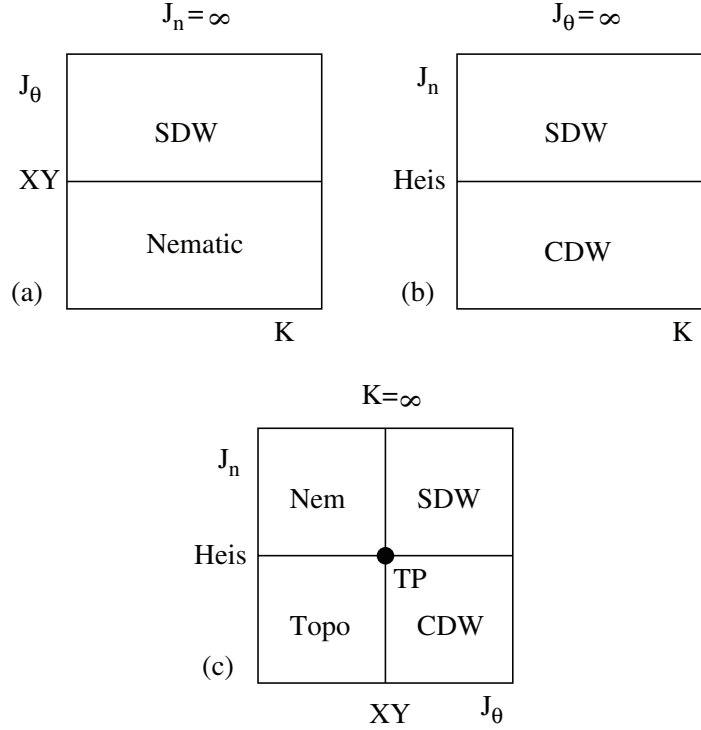 J_n = ∞
J_θ
SDW
XY
Nematic
(a)
K
J_θ = ∞
J_n
SDW
Heis
CDW
(b)
K
K=∞
J_n
Nem
SDW
Heis
TP
Topo
CDW
(c)
XY
J_θ